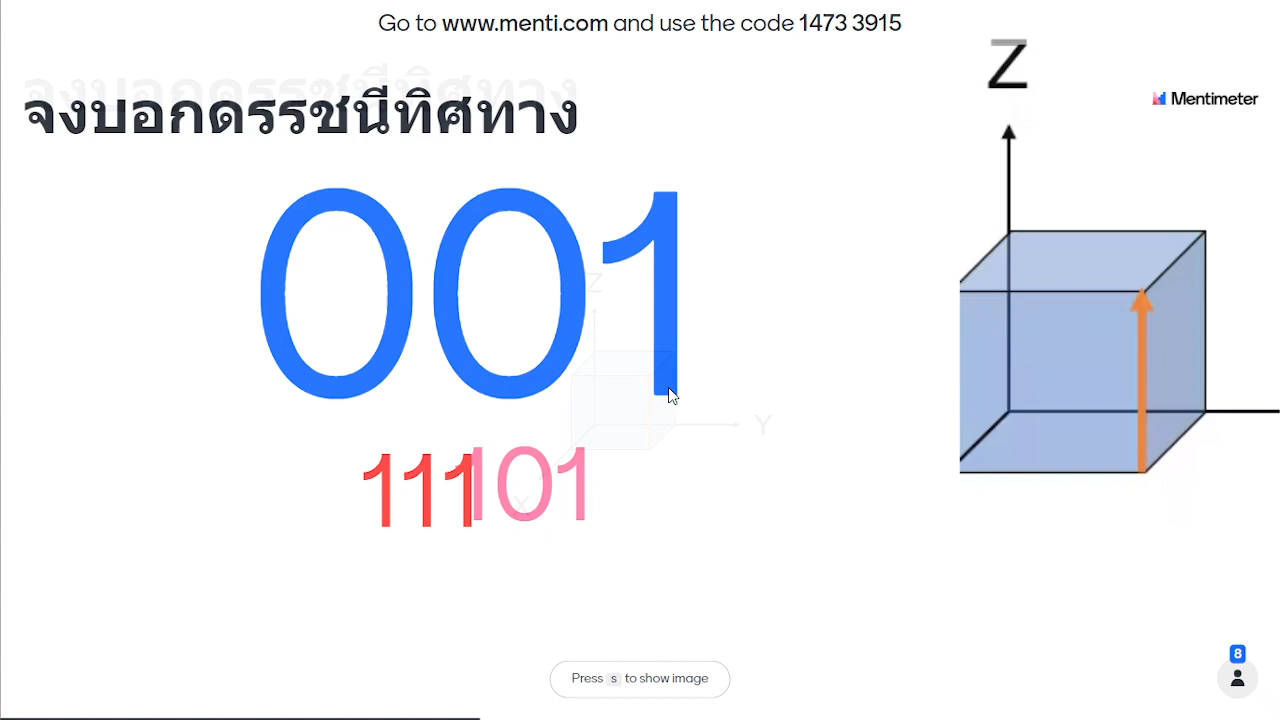 Go to www.menti.com and use the code 1473 3915
Z
Mentimeter
จงบอกดรรชนีทิศทาง
001
Z
Y
111
101
X
Press s to show image
8